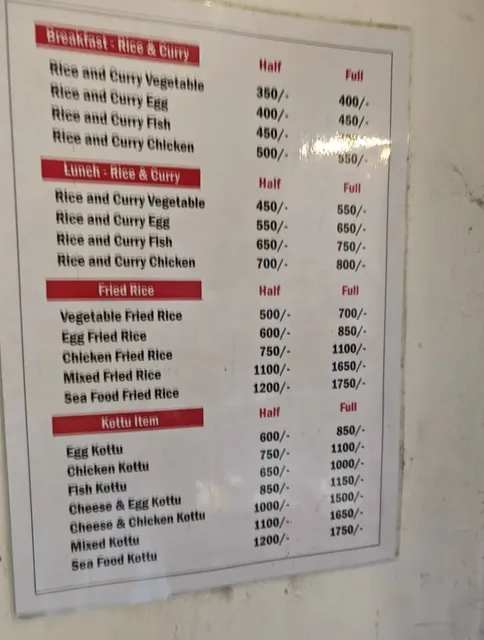 Breakfast - Rice & Curry Half Full
Rice and Curry Vegetable 350/- 400/-
Rice and Curry Egg 400/- 450/-
Rice and Curry Fish 450/-
Rice and Curry Chicken 500/- 550/-
Lunch - Rice & Curry Half Full
Rice and Curry Vegetable 450/- 550/-
Rice and Curry Egg 550/- 650/-
Rice and Curry Fish 650/- 750/-
Rice and Curry Chicken 700/- 800/-
Fried Rice Half Full
Vegetable Fried Rice 500/- 700/-
Egg Fried Rice 600/- 850/-
Chicken Fried Rice 750/- 1100/-
Mixed Fried Rice 1100/- 1650/-
Sea Food Fried Rice 1200/- 1750/-
Kottu Item Half Full
Egg Kottu 600/- 850/-
Chicken Kottu 750/- 1100/-
Fish Kottu 650/- 1000/-
Cheese & Egg Kottu 850/- 1150/-
Cheese & Chicken Kottu 1000/- 1500/-
Mixed Kottu 1100/- 1650/-
Sea Food Kottu 1200/- 1750/-